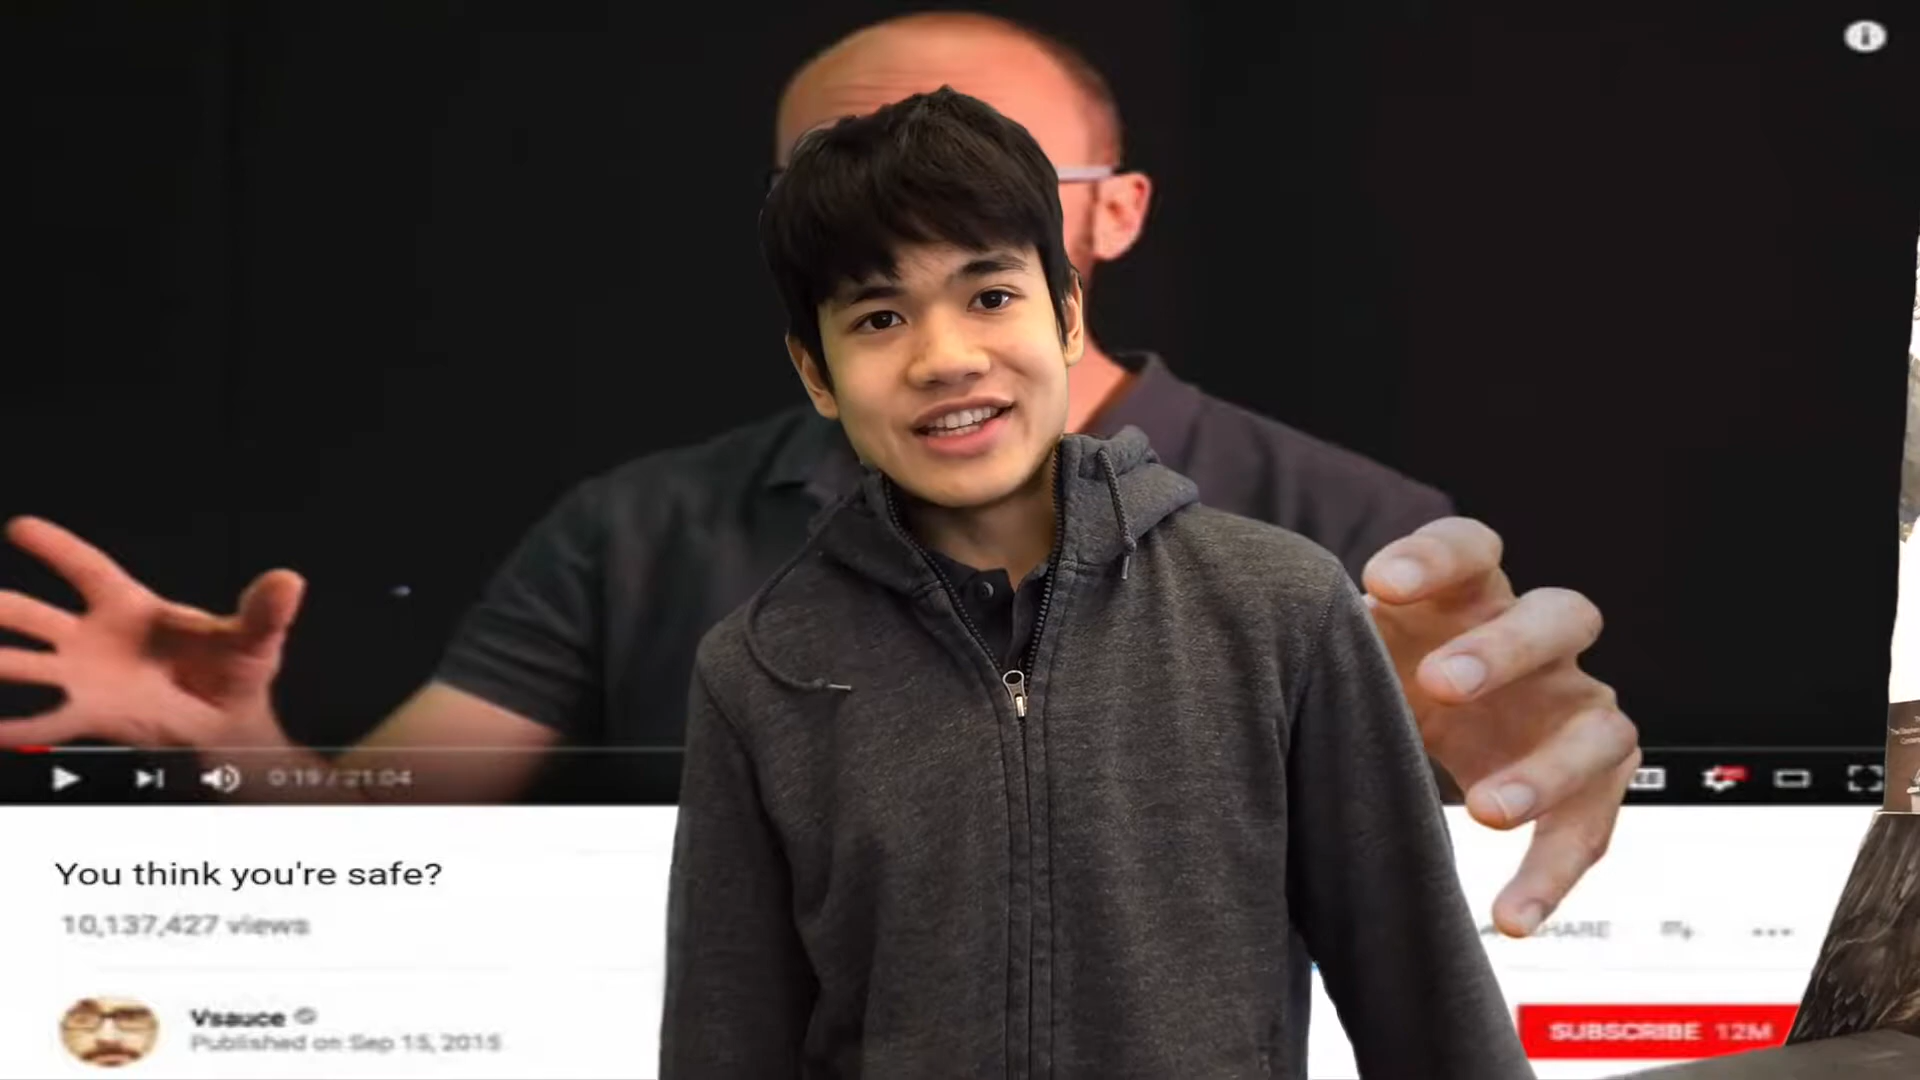 0:19 / 21:04
You think you're safe?
10,137,427 views
SHARE
Vsauce
Published on Sep 15, 2015
SUBSCRIBE 12M